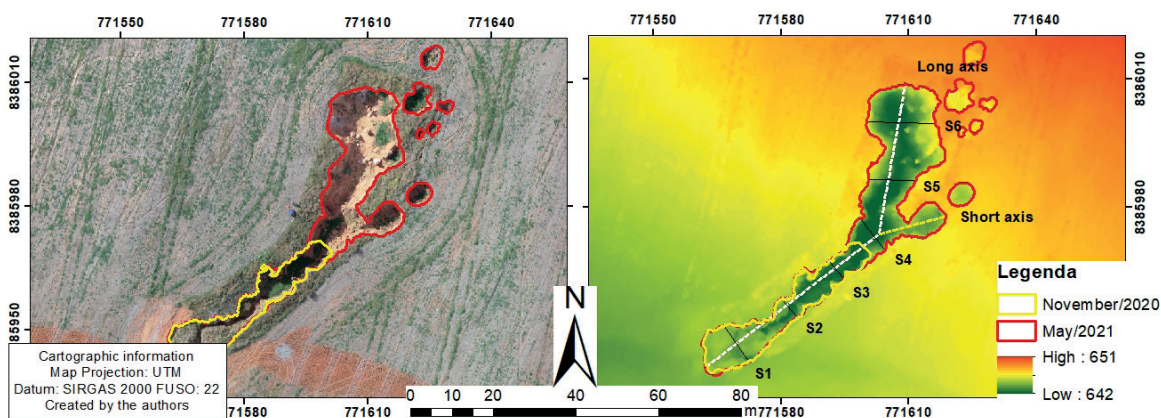 771550 771580 771610 771640
771550 771580 771610 771640
8386010
8385980
85950
Long axis
S6
S5
Short axis
S4
S3
S2
S1
8386010
8385980
Legenda
November/2020
May/2021
High : 651
Low : 642
N
Cartographic information
Map Projection: UTM
Datum: SIRGAS 2000 FUSO: 22
Created by the authors
0 10 20 40 60 80
m
771580 771610
771580 771610 771640